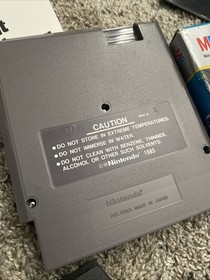 CAUTION
•DO NOT STORE IN EXTREME TEMPERATURES.
•DO NOT IMMERSE IN WATER.
•DO NOT CLEAN WITH BENZENE, THINNER,
ALCOHOL OR OTHER SUCH SOLVENTS.
©Nintendo 1985
Nintendo
MADE IN JAPAN